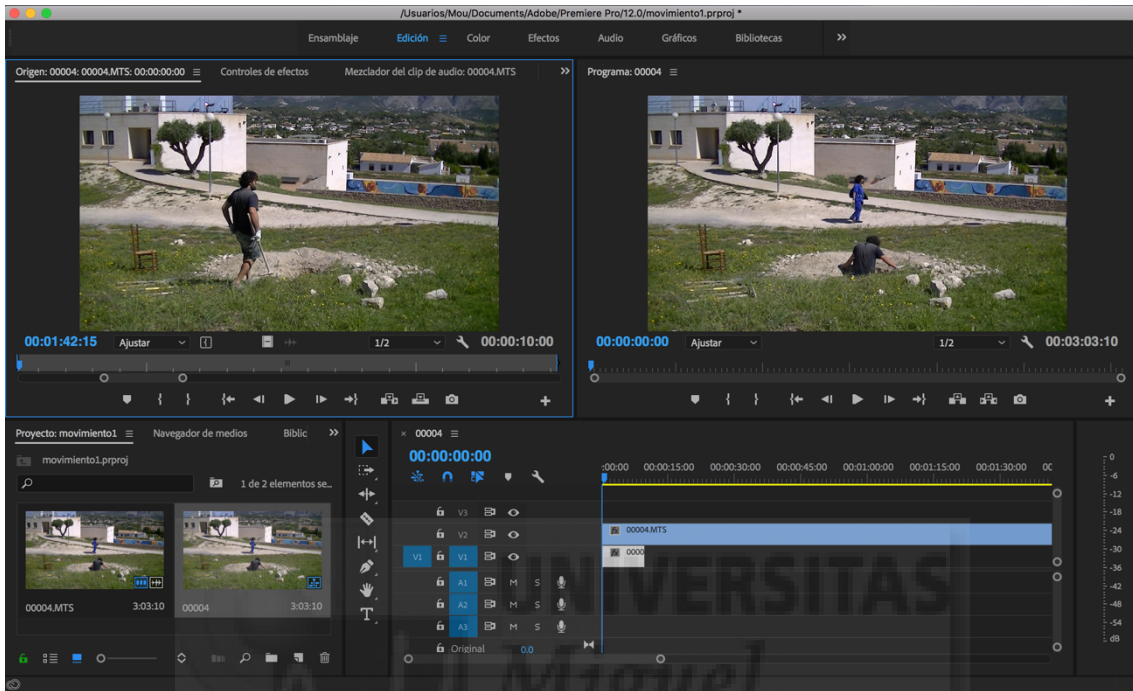 /Usuarios/Mou/Documents/Adobe/Premiere Pro/12.0/movimiento1.prproj *
Ensamblaje Edición Color Efectos Audio Gráficos Bibliotecas
Origen: 00004: 00004.MTS: 00:00:00:00 Controles de efectos Mezclador del clip de audio: 00004.MTS
Programa: 00004
00:01:42:15 Ajustar 1/2 00:00:10:00
00:00:00:00 Ajustar 1/2 00:03:03:10
Proyecto: movimiento1 Navegador de medios Biblic
movimiento1.prproj
1 de 2 elementos se...
00004.MTS 3:03:10
00004 3:03:10
T
× 00004
00:00:00:00
:00:00 00:00:15:00 00:00:30:00 00:00:45:00 00:01:00:00 00:01:15:00 00:01:30:00 00
V3
V2 00004.MTS
V1 V1 0000
A1 M S
A2 M S
A3 M S
Original 0.0
0
-6
-12
-18
-24
-30
-36
-42
-48
-54
dB
UNIVERSITAS
Miguel